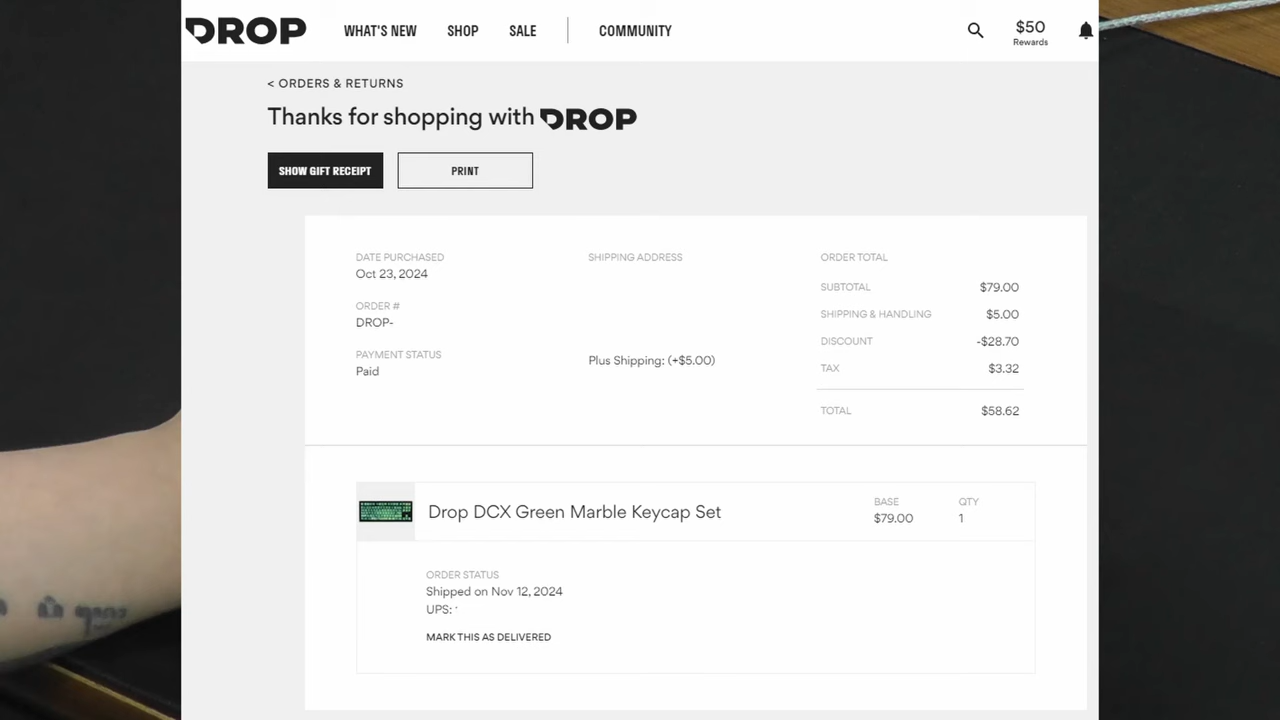 DROP
WHAT'S NEW
SHOP
SALE
COMMUNITY
$50
Rewards
< ORDERS & RETURNS
Thanks for shopping with DROP
SHOW GIFT RECEIPT
PRINT
DATE PURCHASED
Oct 23, 2024
ORDER #
DROP-
PAYMENT STATUS
Paid
SHIPPING ADDRESS
Plus Shipping: (+$5.00)
ORDER TOTAL
SUBTOTAL $79.00
SHIPPING & HANDLING $5.00
DISCOUNT -$28.70
TAX $3.32
TOTAL $58.62
Drop DCX Green Marble Keycap Set
BASE
$79.00
QTY
1
ORDER STATUS
Shipped on Nov 12, 2024
UPS:
MARK THIS AS DELIVERED